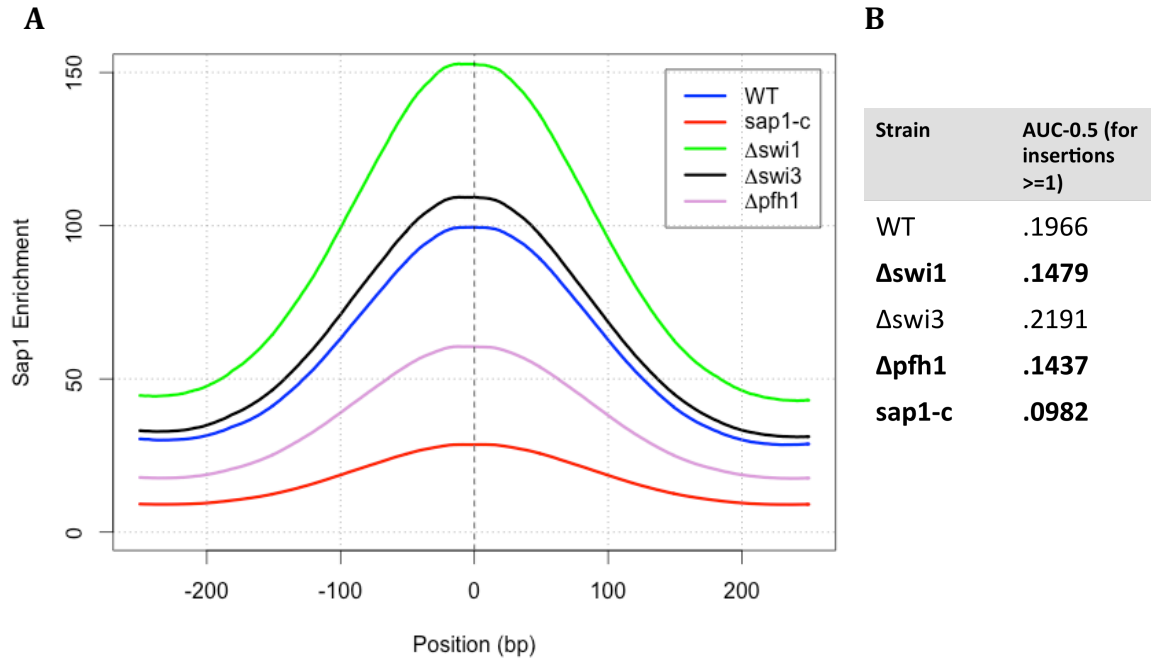 A
B
Sap1 Enrichment
150
100
50
0
WT
sap1-c
Δswi1
Δswi3
Δpfh1
-200 -100 0 100 200
Position (bp)
Strain AUC-0.5 (for
insertions
>=1)
WT .1966
Δswi1 .1479
Δswi3 .2191
Δpfh1 .1437
sap1-c .0982